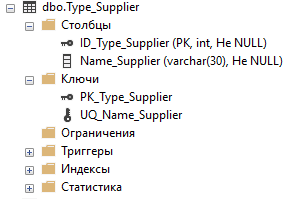 dbo.Type_Supplier
Столбцы
ID_Type_Supplier (PK, int, Не NULL)
Name_Supplier (varchar(30), Не NULL)
Ключи
PK_Type_Supplier
UQ_Name_Supplier
Ограничения
Триггеры
Индексы
Статистика